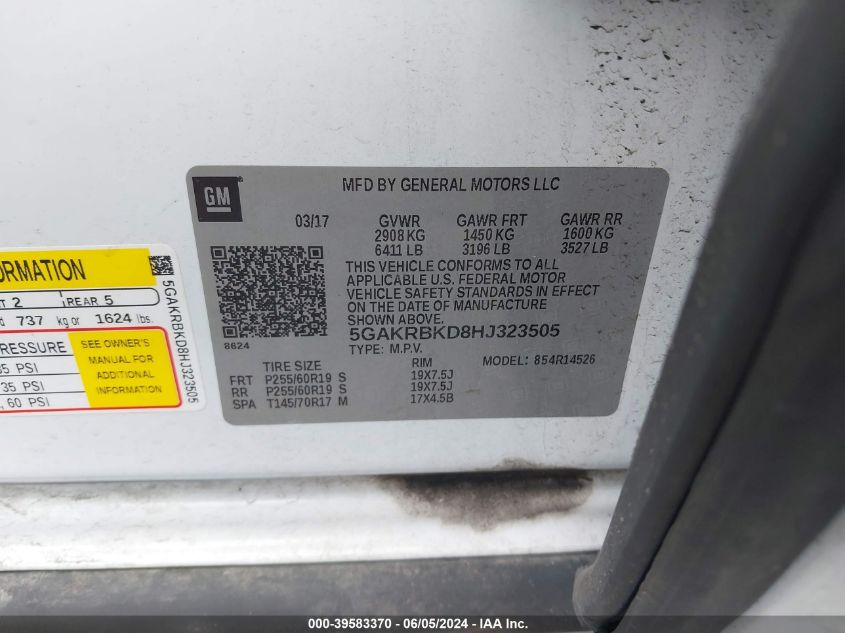 GM
MFD BY GENERAL MOTORS LLC
03/17 GVWR GAWR FRT GAWR RR
2908 KG 1450 KG 1600 KG
6411 LB 3196 LB 3527 LB
THIS VEHICLE CONFORMS TO ALL
APPLICABLE U.S. FEDERAL MOTOR
VEHICLE SAFETY STANDARDS IN EFFECT
ON THE DATE OF MANUFACTURE
SHOWN ABOVE.
8624
5GAKRBKD8HJ323505
TYPE: M.P.V. MODEL: 854R14526
TIRE SIZE RIM
FRT P255/60R19 S 19X7.5J
RR P255/60R19 S 19X7.5J
SPA T145/70R17 M 17X4.5B
ORMATION
T 2 REAR 5
737 kg or 1624 lbs.
PRESSURE
35 PSI
35 PSI
, 60 PSI
SEE OWNER'S
MANUAL FOR
ADDITIONAL
INFORMATION
5GAKRBKD8HJ323505
000-39583370 - 06/05/2024 - IAA Inc.